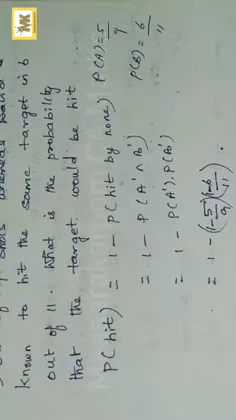 known to hit the same target in 6
out of 11. What is the probability
that the target would be hit
P(A) = 5/9
P(B) = 6/11
P(hit) = 1 - P(hit by none)
= 1 - P(A' ∩ B')
= 1 - P(A').P(B')
= 1 - (1-5/9)(1-6/11).